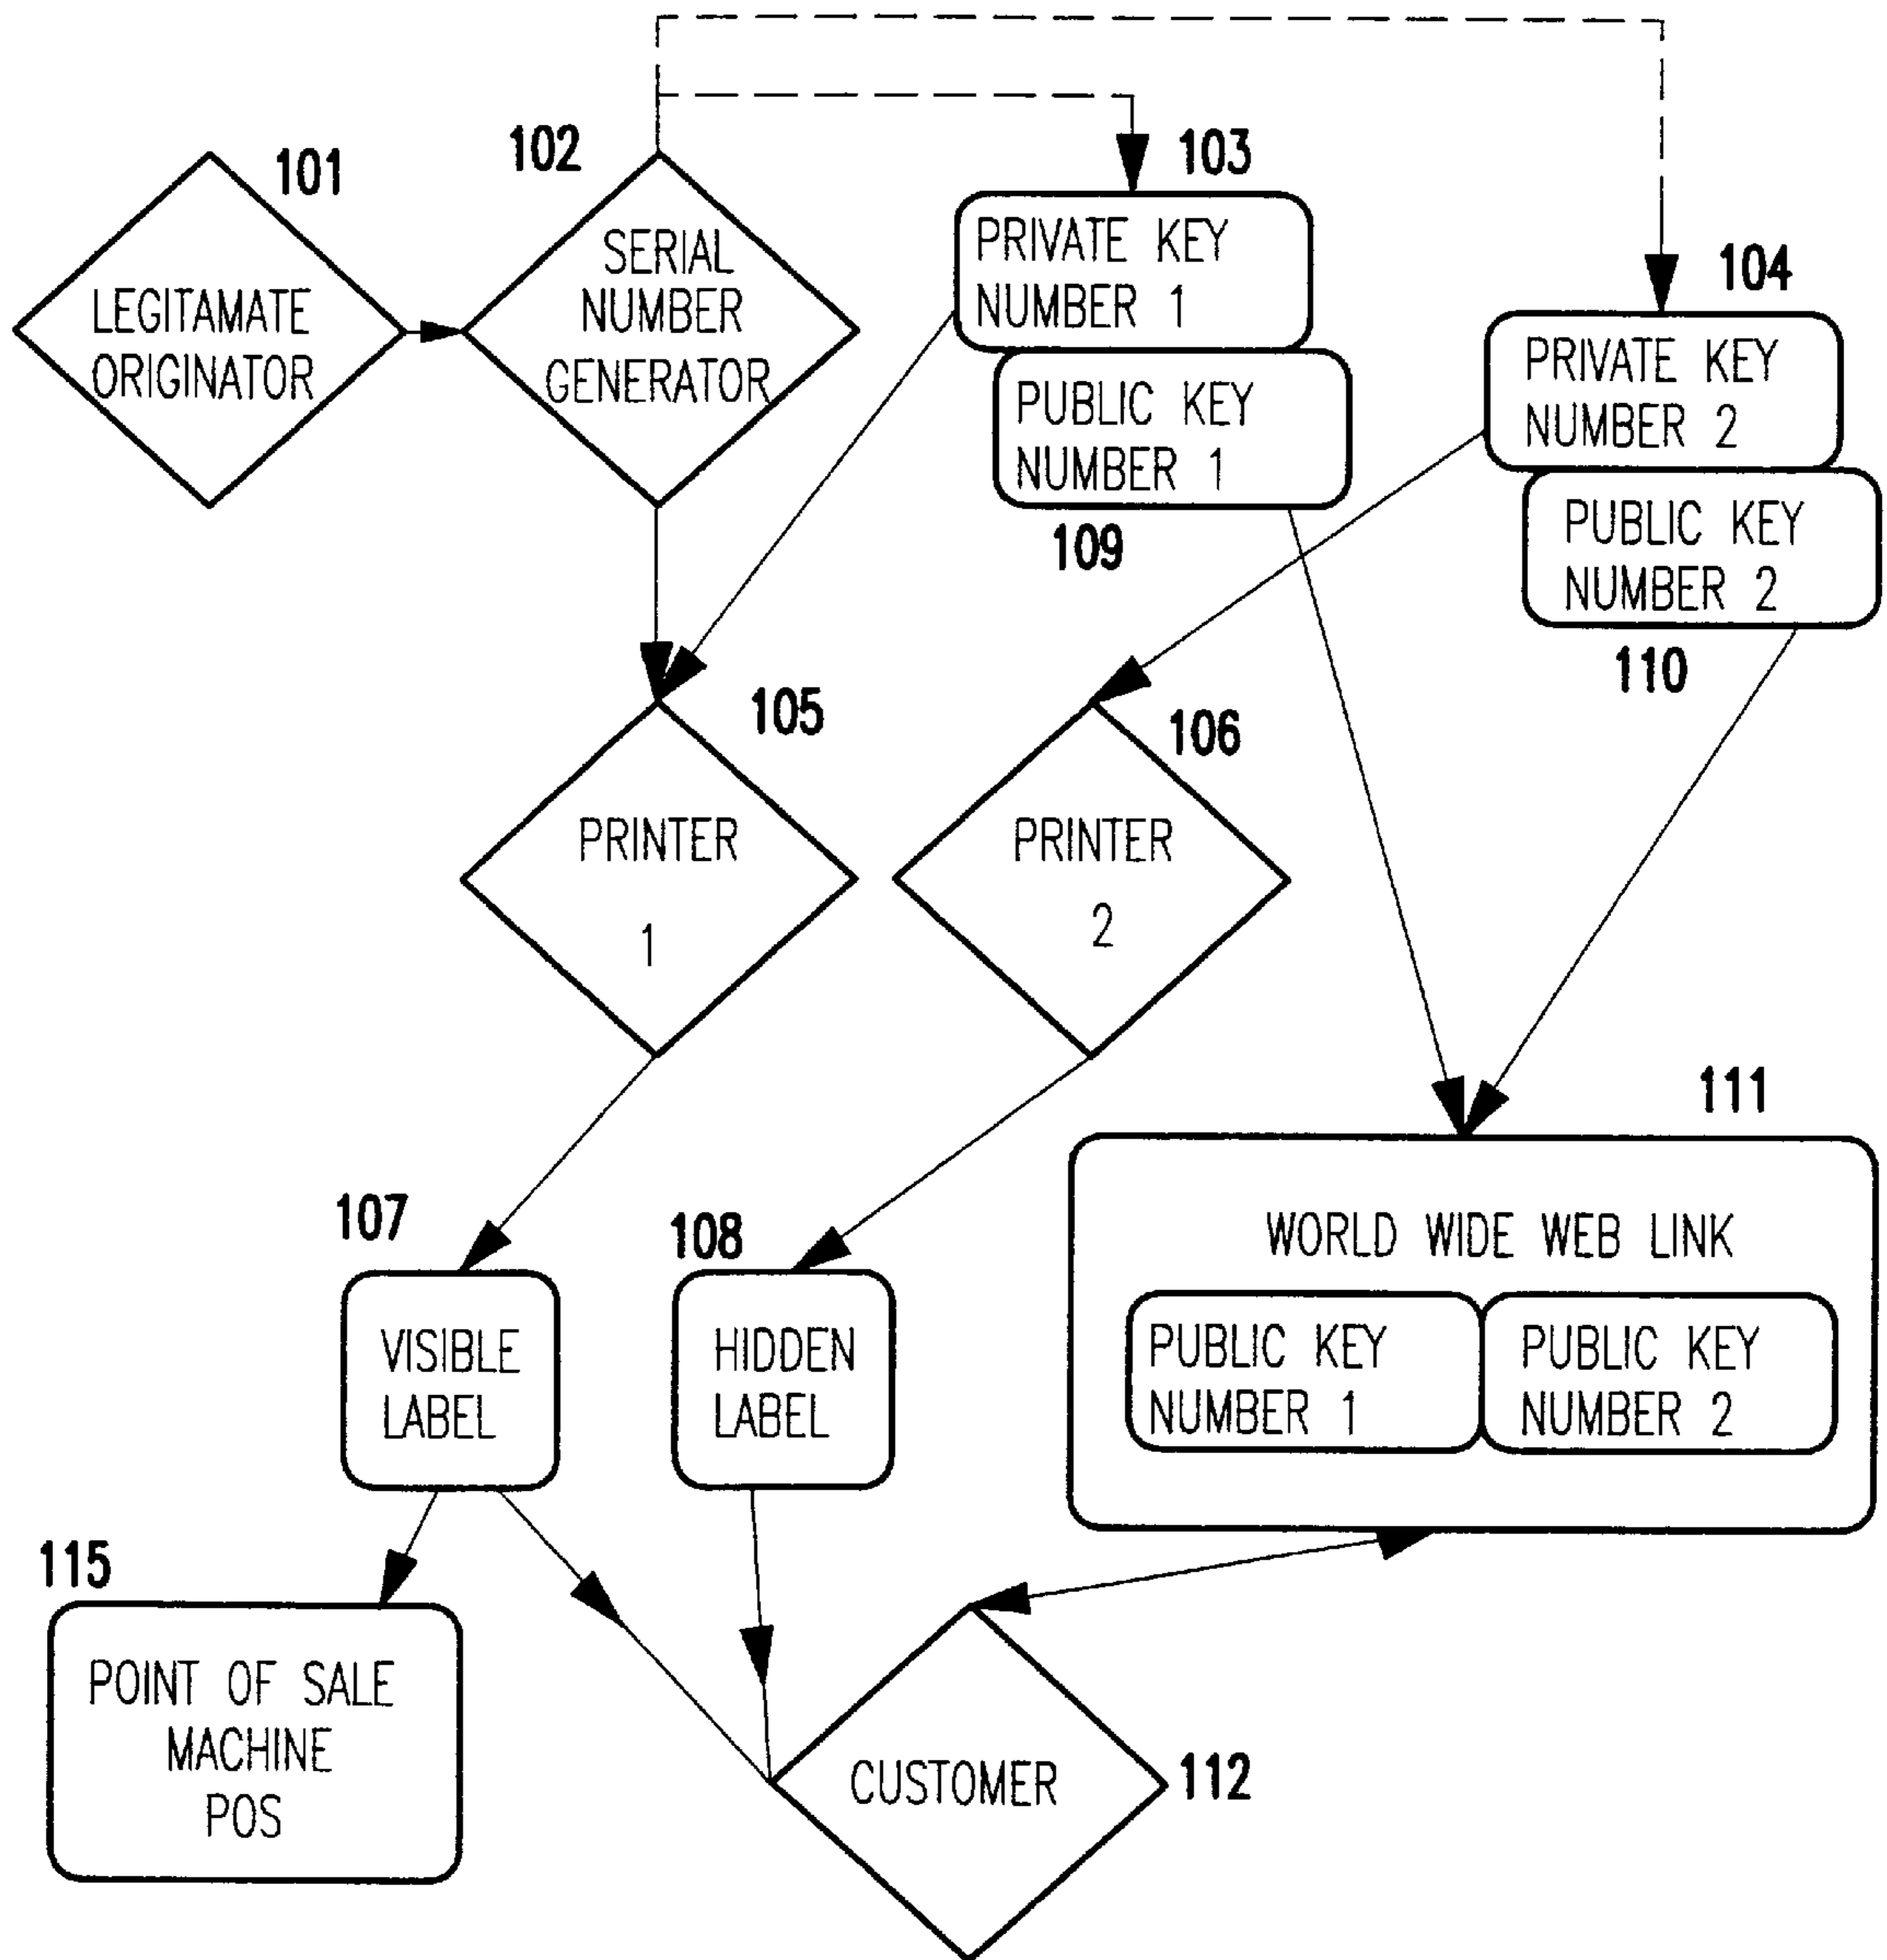 101
LEGITAMATE
ORIGINATOR
102
SERIAL
NUMBER
GENERATOR
103
PRIVATE KEY
NUMBER 1
PUBLIC KEY
NUMBER 1
109
104
PRIVATE KEY
NUMBER 2
PUBLIC KEY
NUMBER 2
110
105
PRINTER
1
106
PRINTER
2
107
VISIBLE
LABEL
108
HIDDEN
LABEL
111
WORLD WIDE WEB LINK
PUBLIC KEY
NUMBER 1
PUBLIC KEY
NUMBER 2
115
POINT OF SALE
MACHINE
POS
CUSTOMER
112